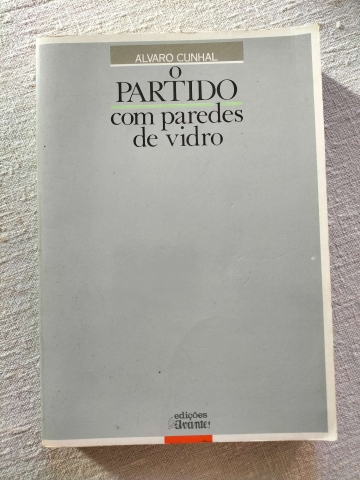 ALVARO CUNHAL
o
PARTIDO
com paredes
de vidro
edições
Avante!